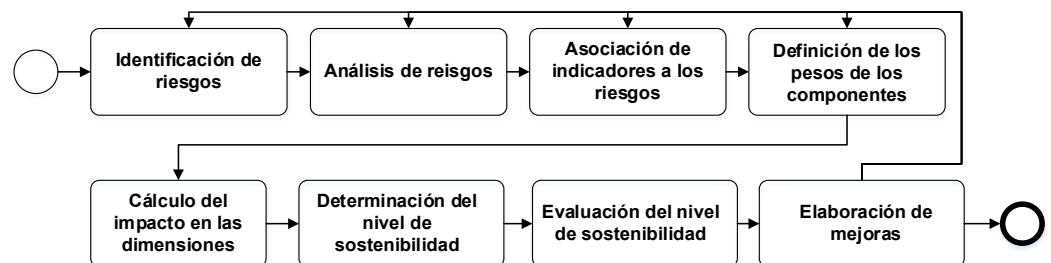 Identificación de
riesgos
Análisis de reisgos
Asociación de
indicadores a los
riesgos
Definición de los
pesos de los
componentes
Cálculo del
impacto en las
dimensiones
Determinación del
nivel de
sostenibilidad
Evaluación del nivel
de sostenibilidad
Elaboración de
mejoras